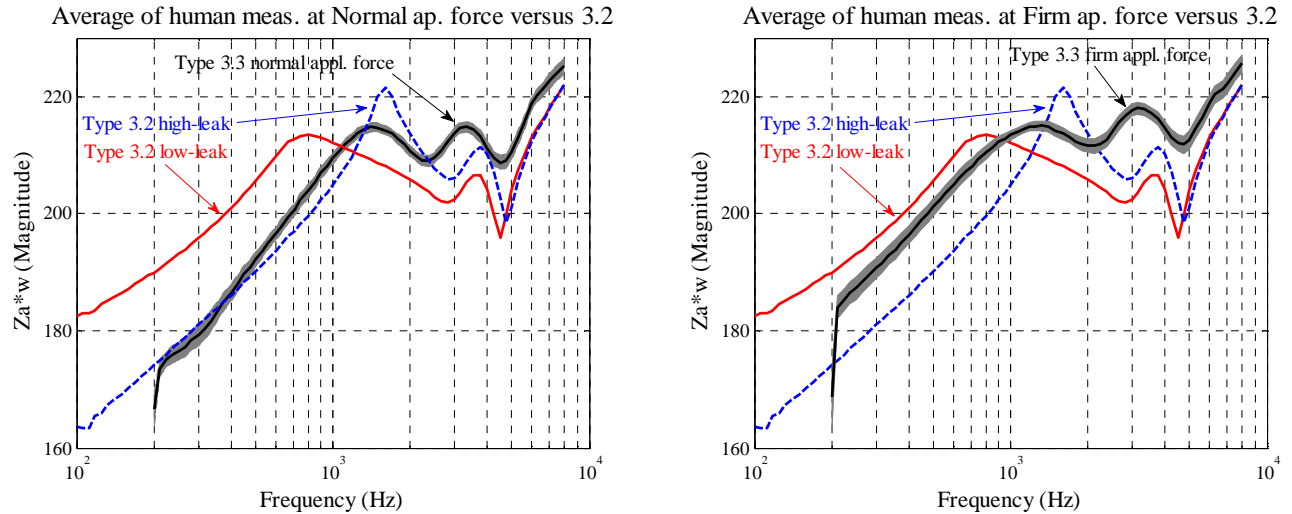 Average of human meas. at Normal ap. force versus 3.2
Za*w (Magnitude)
220
200
180
160
Type 3.3 normal appl. force
Type 3.2 high-leak
Type 3.2 low-leak
10^2
10^3
10^4
Frequency (Hz)
Average of human meas. at Firm ap. force versus 3.2
Za*w (Magnitude)
220
200
180
160
Type 3.3 firm appl. force
Type 3.2 high-leak
Type 3.2 low-leak
10^2
10^3
10^4
Frequency (Hz)